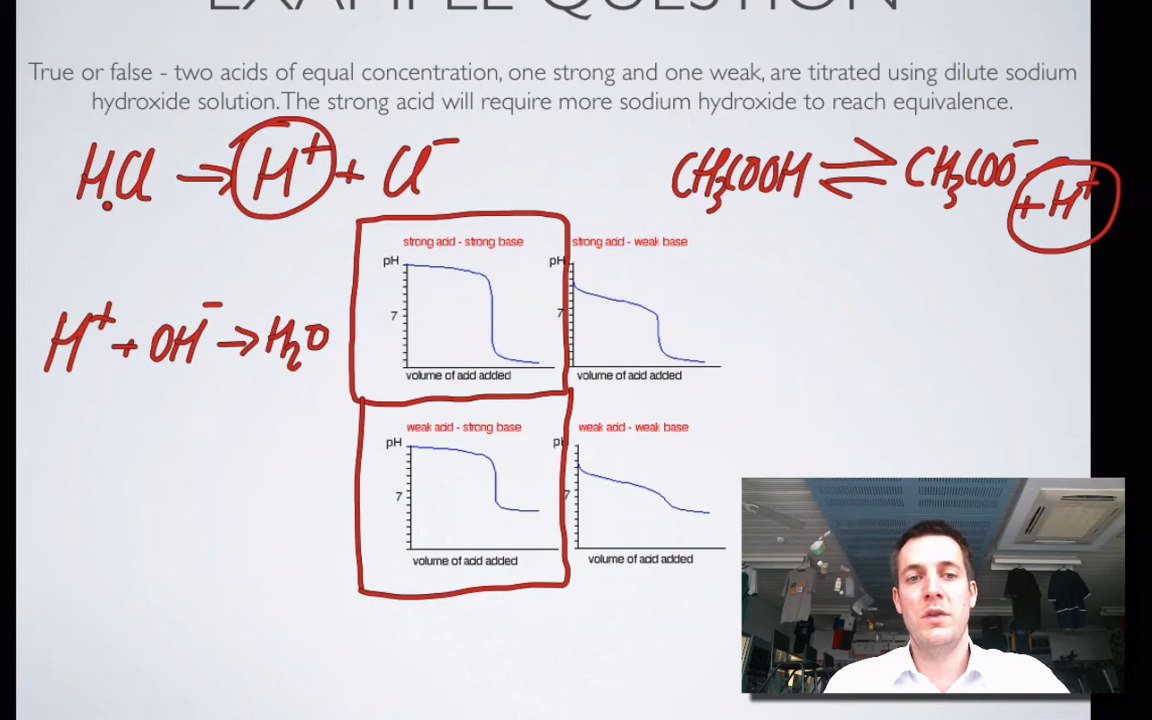 EXAMPLE QUESTION
True or false - two acids of equal concentration, one strong and one weak, are titrated using dilute sodium
hydroxide solution. The strong acid will require more sodium hydroxide to reach equivalence.
HCl → H⁺ + Cl⁻
CH₃COOH ⇌ CH₃COO⁻
+ H⁺
strong acid - strong base
strong acid - weak base
pH
pH
7
7
H⁺ + OH⁻ → H₂O
volume of acid added
volume of acid added
weak acid - strong base
weak acid - weak base
pH
pH
7
7
volume of acid added
volume of acid added